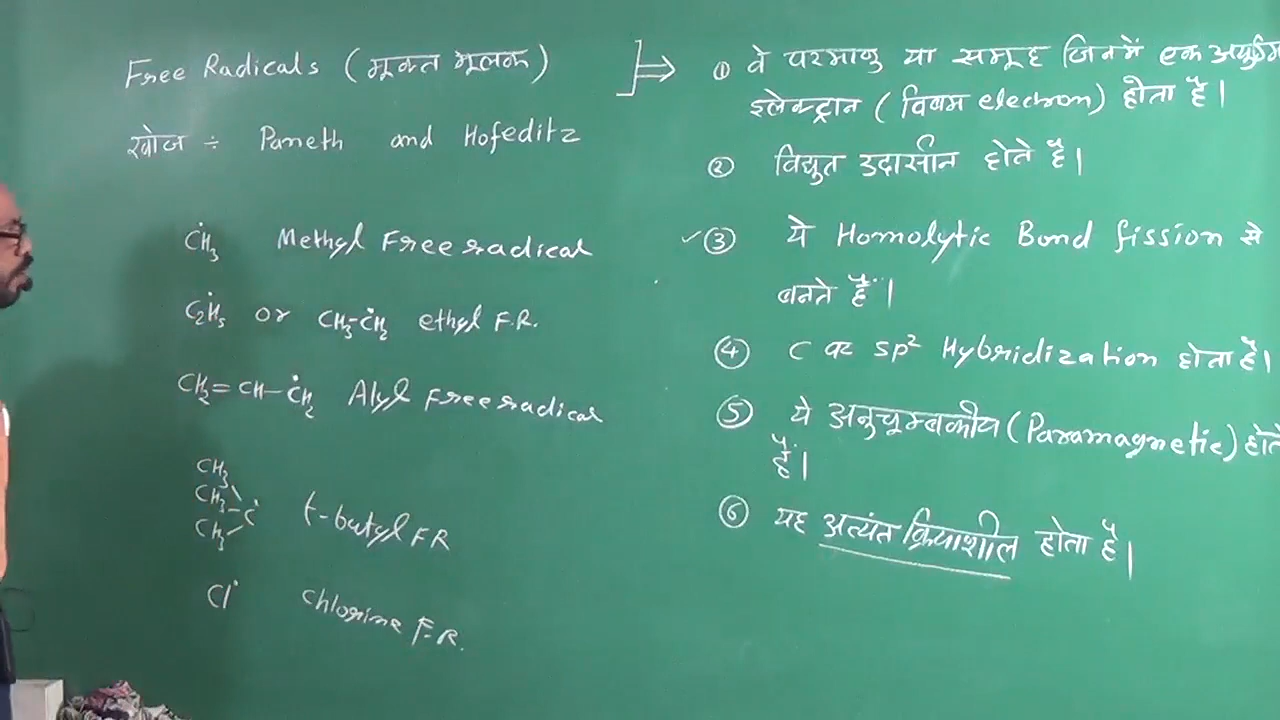 Free Radicals (मूक्त मूलक)
खोज ÷ Paneth and Hofeditz
ĊH₃ Methyl Free radical
C₂Ḣ₅ or CH₃-ĊH₂ ethyl F.R.
CH₂=CH-ĊH₂ Alyl Free radical
CH₃
CH₃-Ċ t-butyl FR
CH₃
Cl˙ Chlorine F.R.
① वे परमाणु या समूह जिनमें एक
इलेक्ट्रान (विषम electron) होता है।
② विद्युत उदासीन होते है।
✓③ ये Homolytic Bond fission से
बनते हैं।
④ C का sp² Hybridization होता है।
⑤ ये अनुचूम्बकीय (Paramagnetic) होते
हैं।
⑥ यह अत्यंत क्रियाशील होता है।